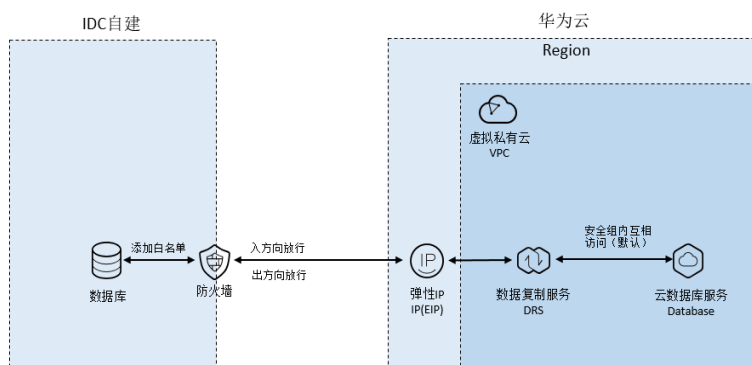 IDC自建
华为云
Region
虚拟私有云
VPC
添加白名单
入方向放行
出方向放行
安全组内互相
访问（默认）
IP
数据库
防火墙
弹性IP
IP(EIP)
数据复制服务
DRS
云数据库服务
Database